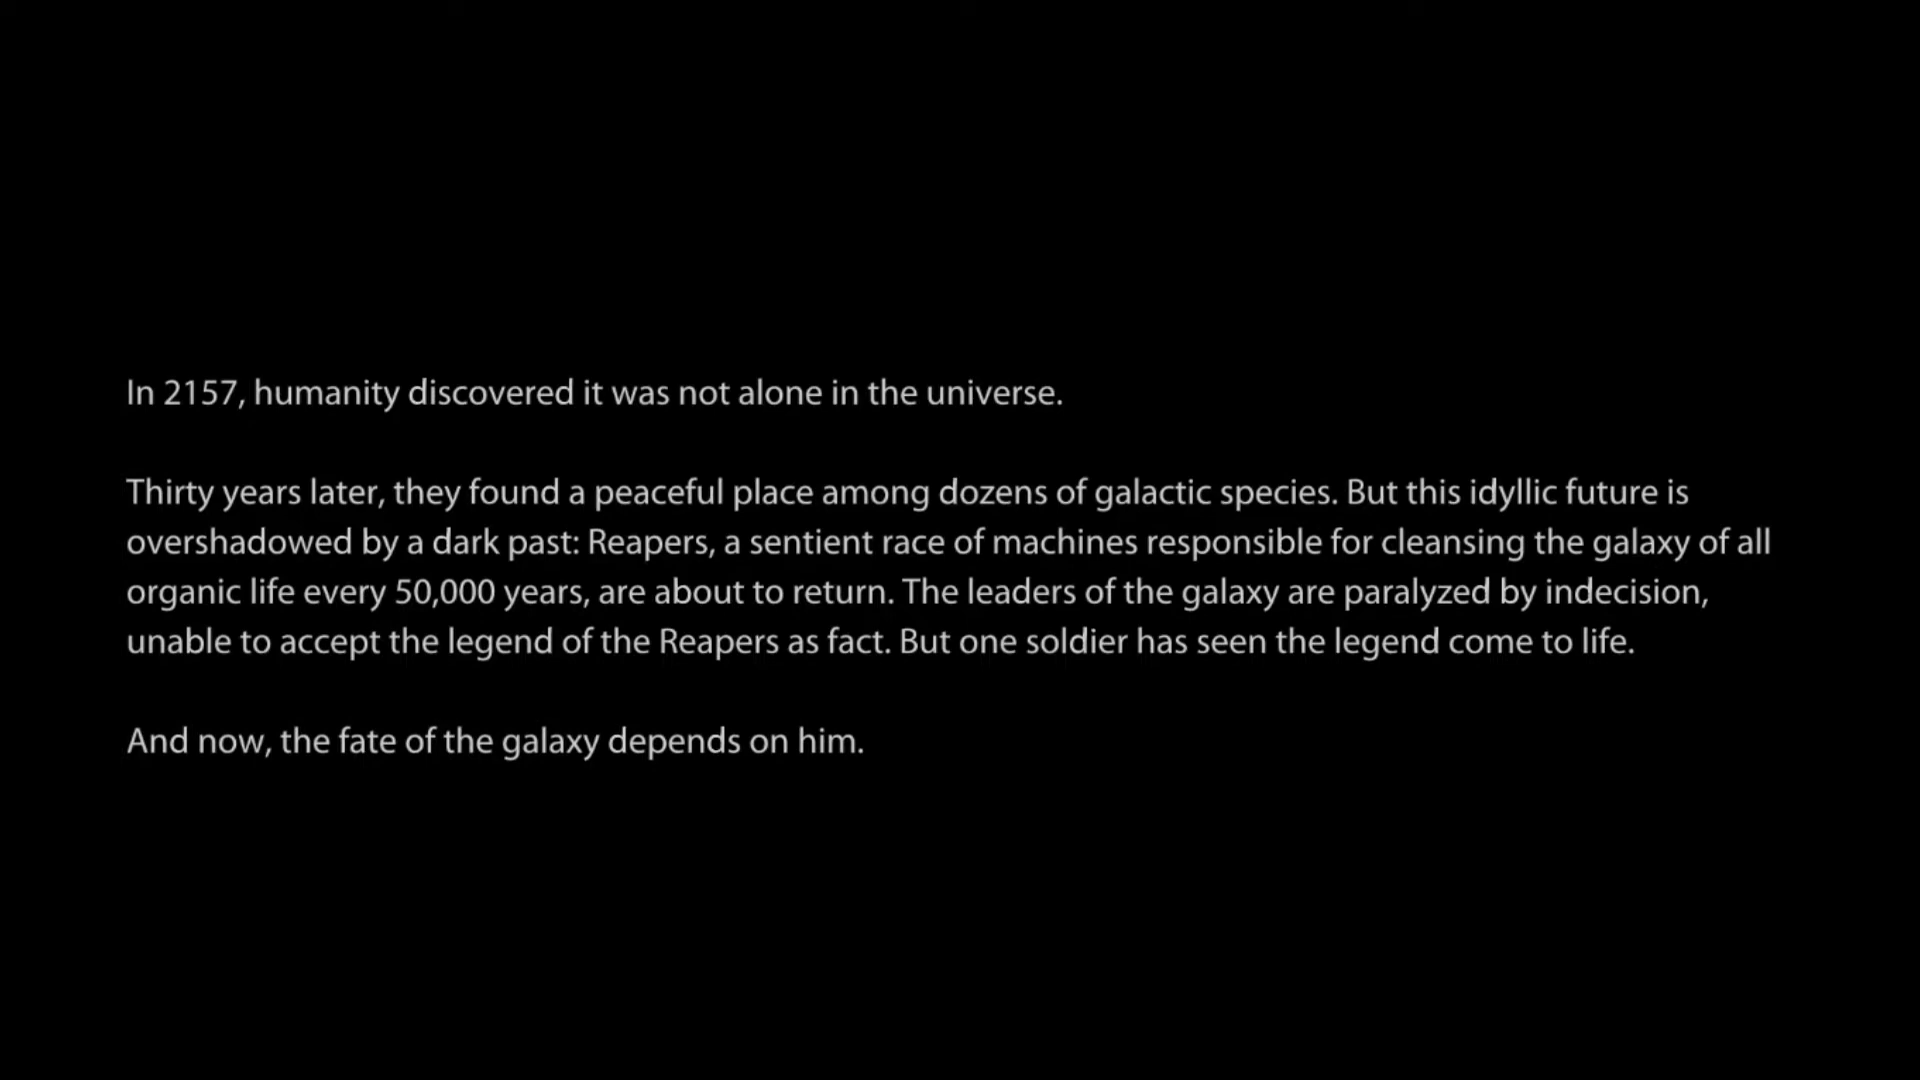 In 2157, humanity discovered it was not alone in the universe.
Thirty years later, they found a peaceful place among dozens of galactic species. But this idyllic future is
overshadowed by a dark past: Reapers, a sentient race of machines responsible for cleansing the galaxy of all
organic life every 50,000 years, are about to return. The leaders of the galaxy are paralyzed by indecision,
unable to accept the legend of the Reapers as fact. But one soldier has seen the legend come to life.
And now, the fate of the galaxy depends on him.